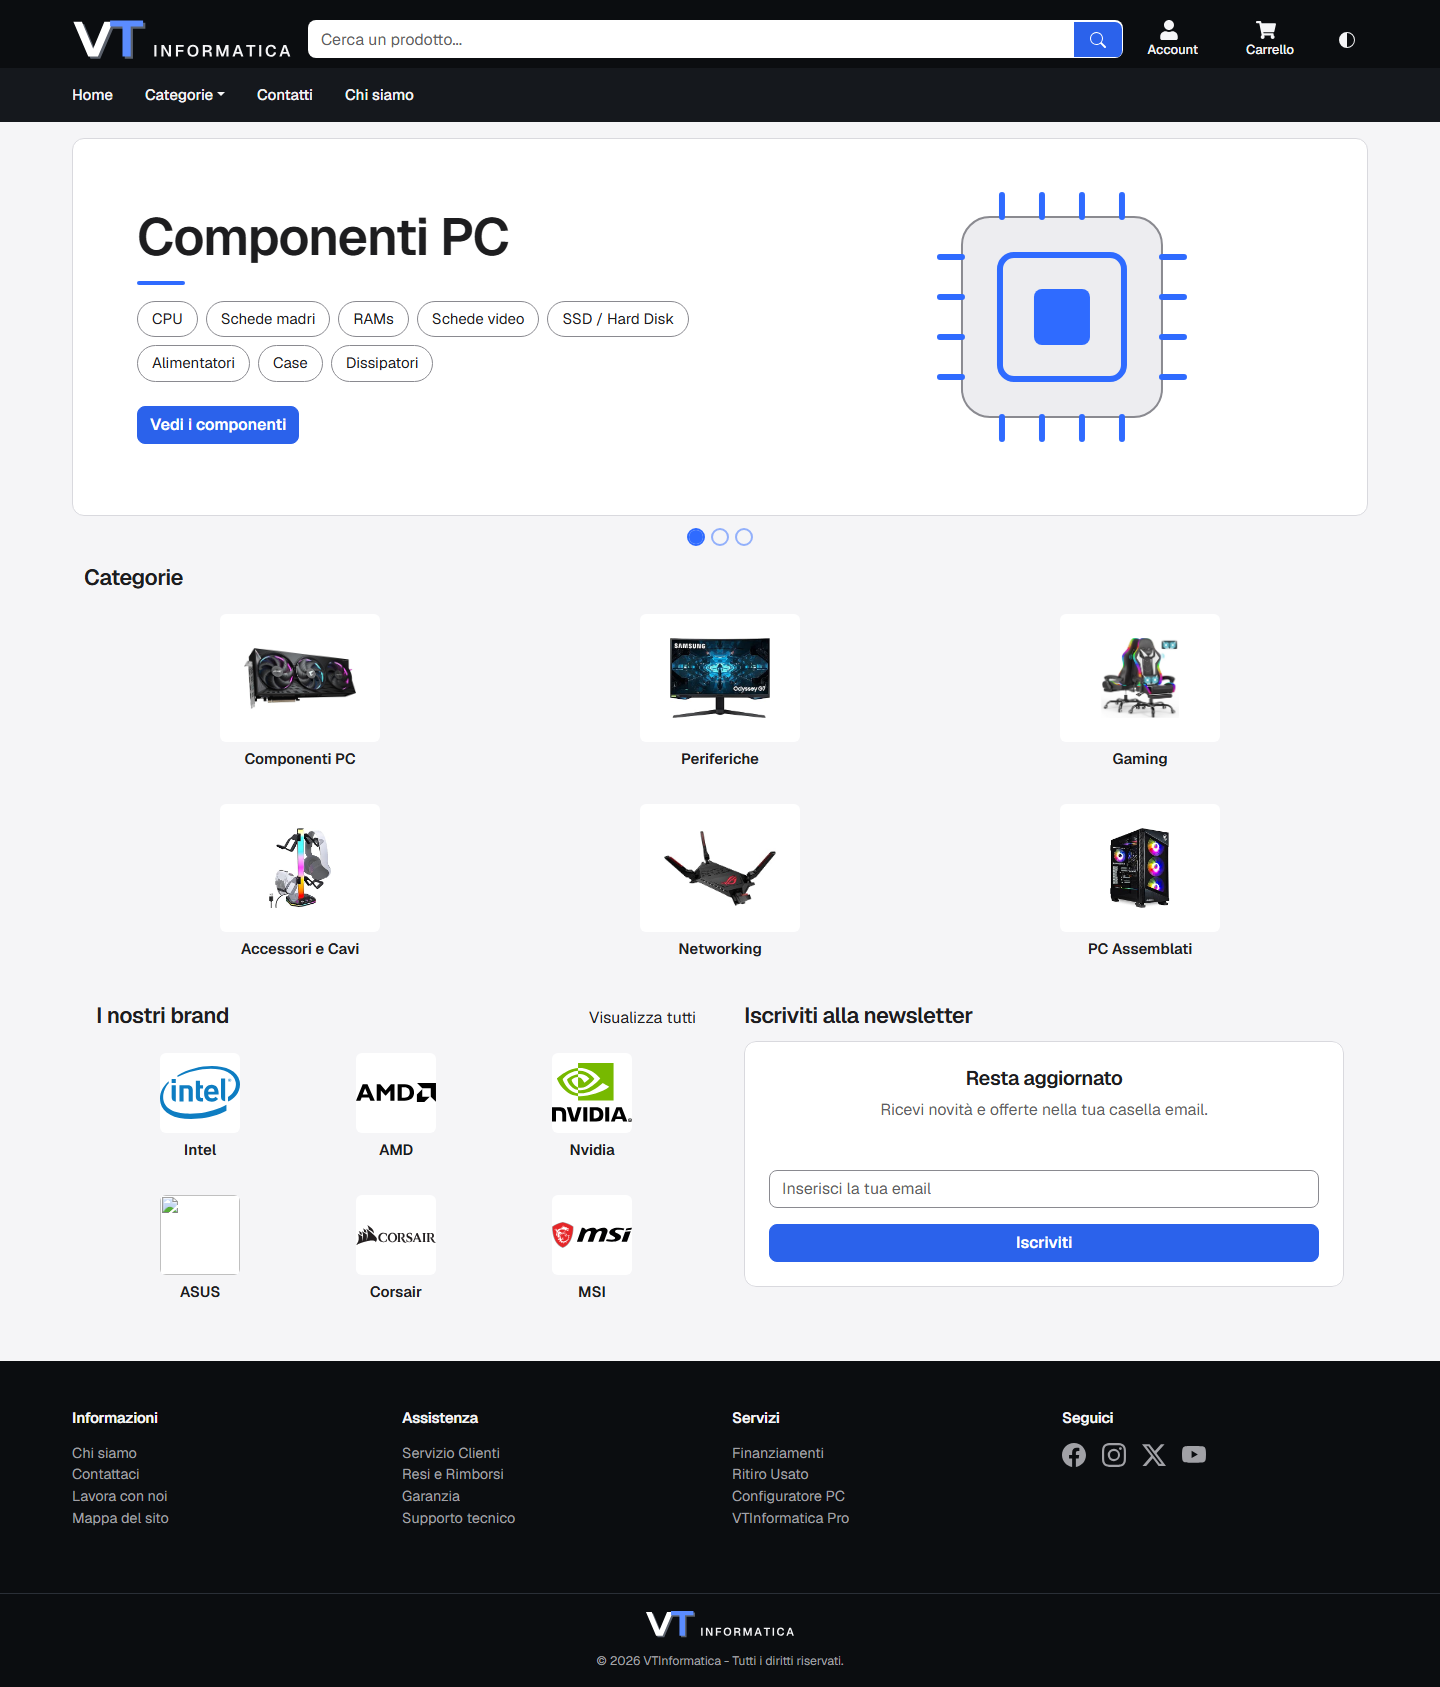 VT INFORMATICA
Cerca un prodotto...
Account
Carrello
Home
Categorie
Contatti
Chi siamo
Componenti PC
CPU
Schede madri
RAMs
Schede video
SSD / Hard Disk
Alimentatori
Case
Dissipatori
Vedi i componenti
Categorie
SAMSUNG
Odyssey G7
Componenti PC
Periferiche
Gaming
Accessori e Cavi
Networking
PC Assemblati
I nostri brand
Visualizza tutti
intel
AMD
NVIDIA
Intel
AMD
Nvidia
CORSAIR
msi
ASUS
Corsair
MSI
Iscriviti alla newsletter
Resta aggiornato
Ricevi novità e offerte nella tua casella email.
Inserisci la tua email
Iscriviti
Informazioni
Chi siamo
Contattaci
Lavora con noi
Mappa del sito
Assistenza
Servizio Clienti
Resi e Rimborsi
Garanzia
Supporto tecnico
Servizi
Finanziamenti
Ritiro Usato
Configuratore PC
VTInformatica Pro
Seguici
VT INFORMATICA
© 2026 VTInformatica - Tutti i diritti riservati.